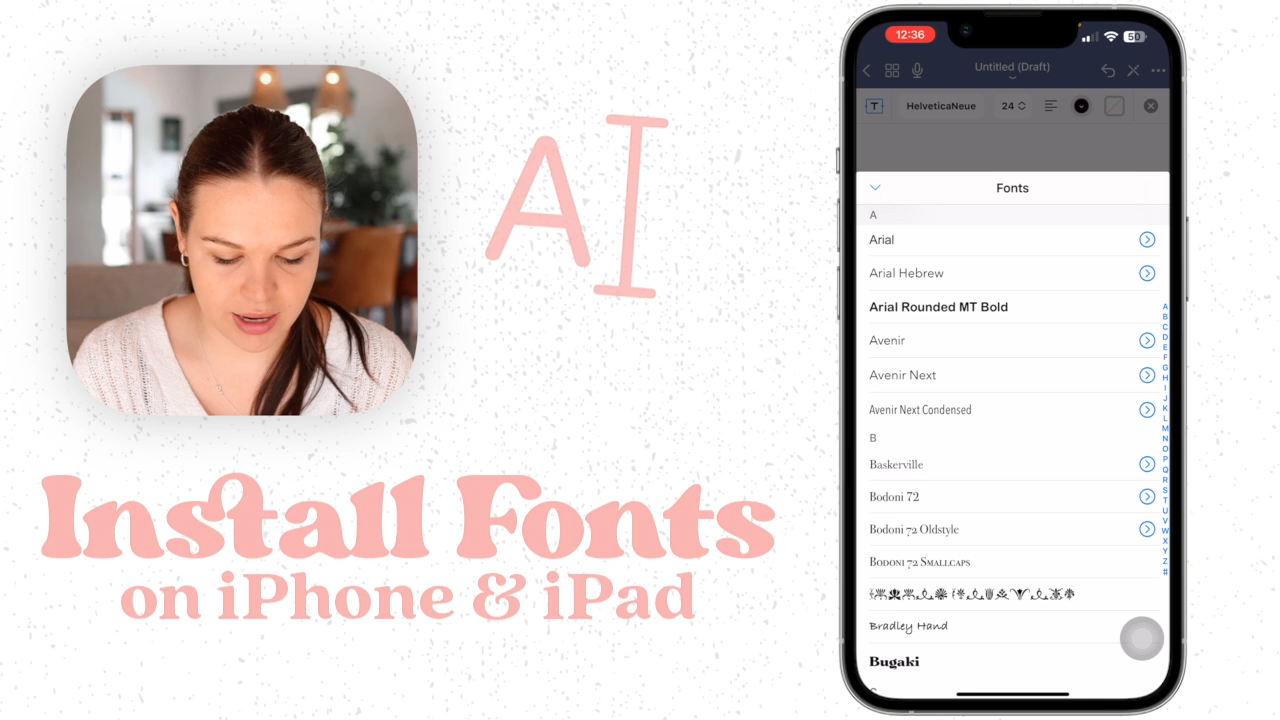 AI
Install Fonts
on iPhone & iPad
12:36
50
Untitled (Draft)
T
HelveticaNeue
24
Fonts
A
Arial
Arial Hebrew
Arial Rounded MT Bold
Avenir
Avenir Next
Avenir Next Condensed
B
Baskerville
Bodoni 72
Bodoni 72 Oldstyle
Bodoni 72 Smallcaps
Bradley Hand
Bugaki
A
B
C
D
E
F
G
H
I
J
K
L
M
N
O
P
Q
R
S
T
U
V
W
X
Y
Z
#